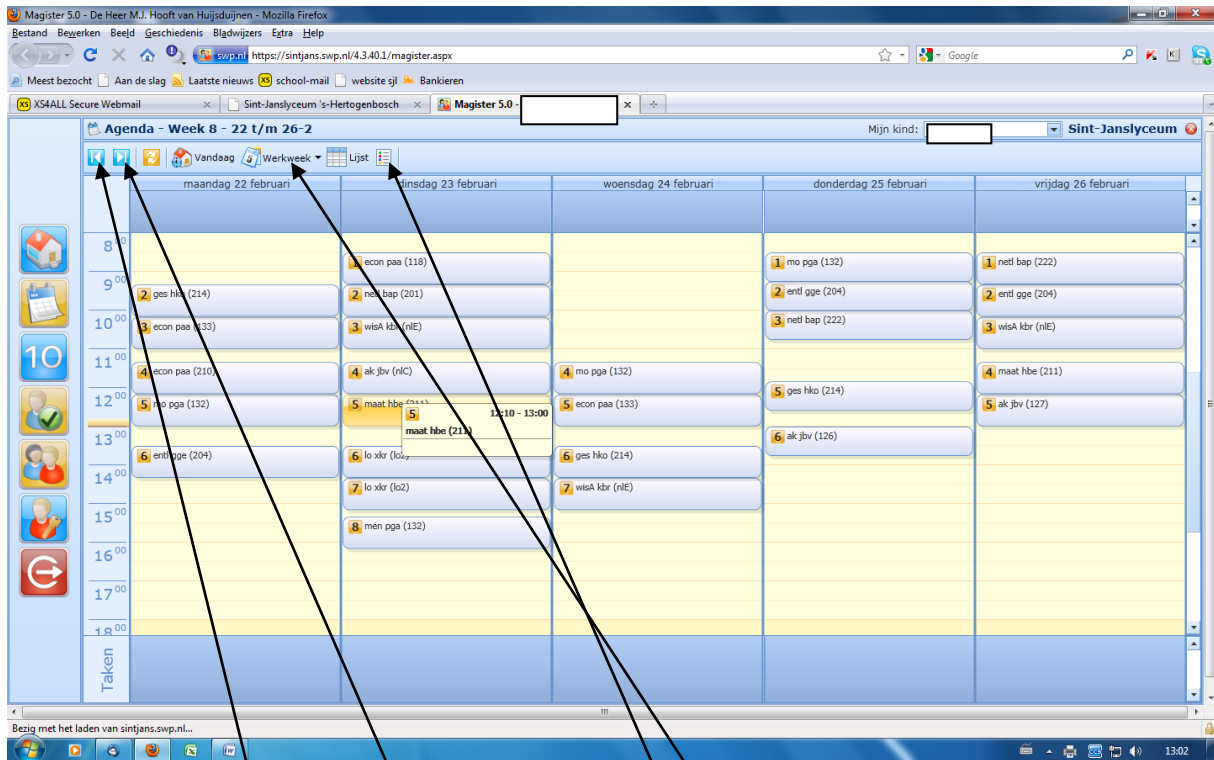 Magister 5.0 - De Heer M.J. Hooft van Huijsduijnen - Mozilla Firefox
Bestand Bewerken Beeld Geschiedenis Bladwijzers Extra Help
swp.nl https://sintjans.swp.nl/4.3.40.1/magister.aspx Google
Meest bezocht Aan de slag Laatste nieuws XS school-mail website sjl Bankieren
XS XS4ALL Secure Webmail Sint-Janslyceum 's-Hertogenbosch Magister 5.0 -
Agenda - Week 8 - 22 t/m 26-2 Mijn kind: Sint-Janslyceum
Vandaag Werkweek Lijst
maandag 22 februari dinsdag 23 februari woensdag 24 februari donderdag 25 februari vrijdag 26 februari
8 00
1 econ paa (118) 1 mo pga (132) 1 netl bap (222)
9 00
2 ges hko (214) 2 netl bap (201) 2 entl gge (204) 2 entl gge (204)
10 00
3 econ paa (133) 3 wisA kbr (nlE) 3 netl bap (222) 3 wisA kbr (nlE)
10
11 00
4 econ paa (210) 4 ak jbv (nlC) 4 mo pga (132) 4 maat hbe (211)
12 00
5 mo pga (132) 5 maat hbe (211) 5 econ paa (133) 5 ges hko (214) 5 ak jbv (127)
5 12:10 - 13:00
maat hbe (211)
13 00
6 entl gge (204) 6 lo xkr (lo2) 6 ges hko (214) 6 ak jbv (126)
14 00
7 lo xkr (lo2) 7 wisA kbr (nlE)
15 00
8 men pga (132)
16 00
17 00
18 00
Taken
Bezig met het laden van sintjans.swp.nl...
13:02